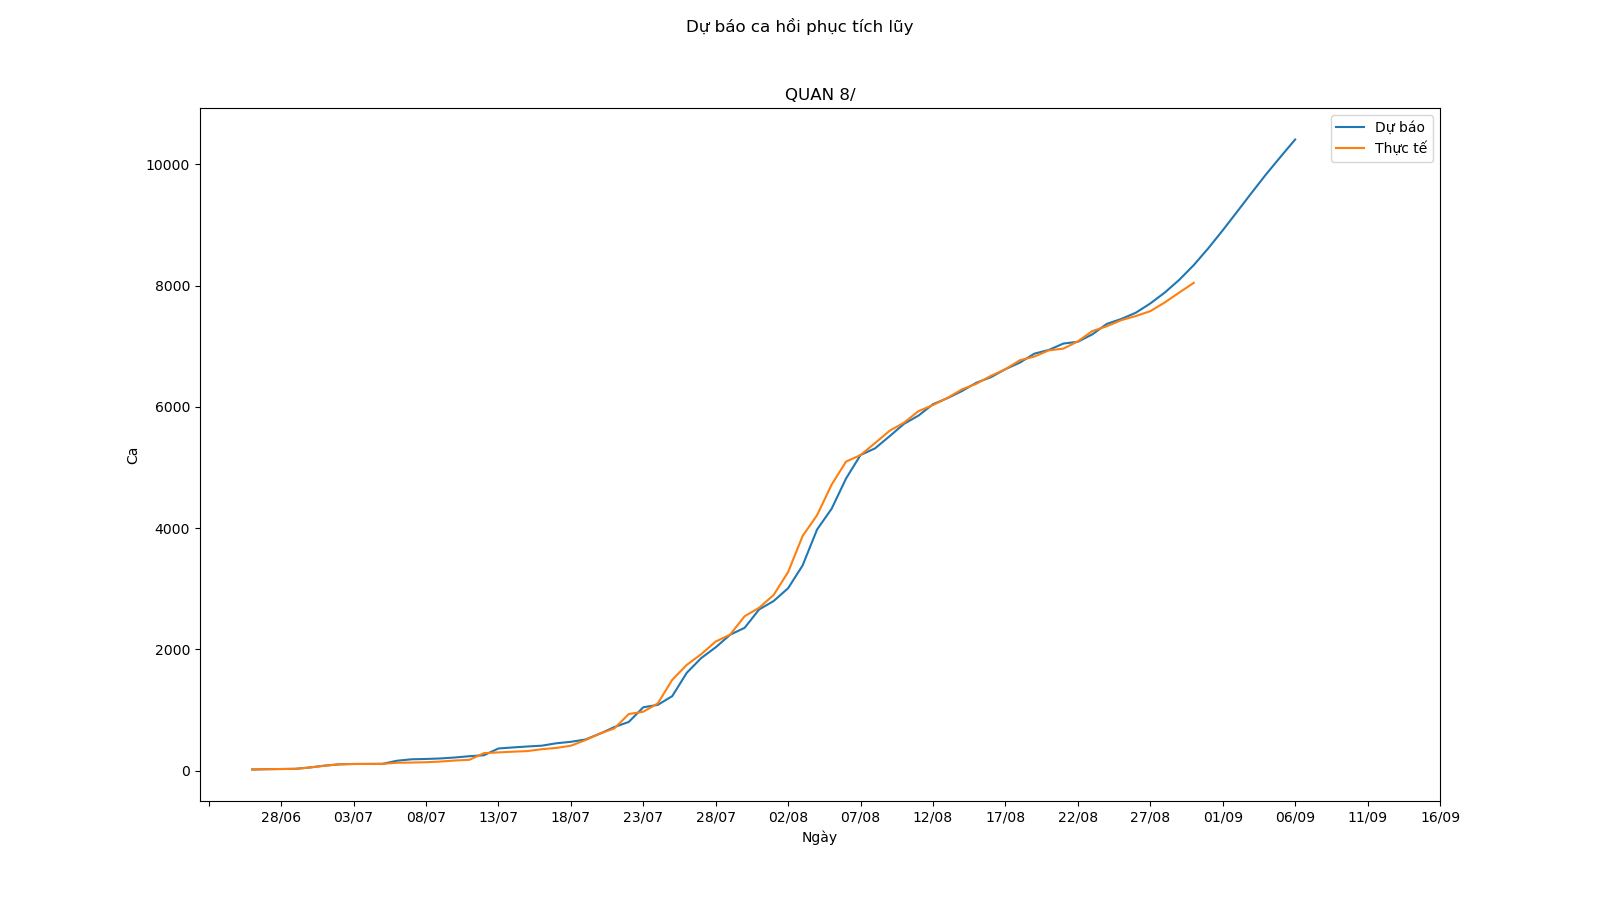 Dự báo ca hồi phục tích lũy
QUAN 8/
Dự báo
Thực tế
10000
8000
6000
4000
2000
0
Ca
28/06 03/07 08/07 13/07 18/07 23/07 28/07 02/08 07/08 12/08 17/08 22/08 27/08 01/09 06/09 11/09 16/09
Ngày